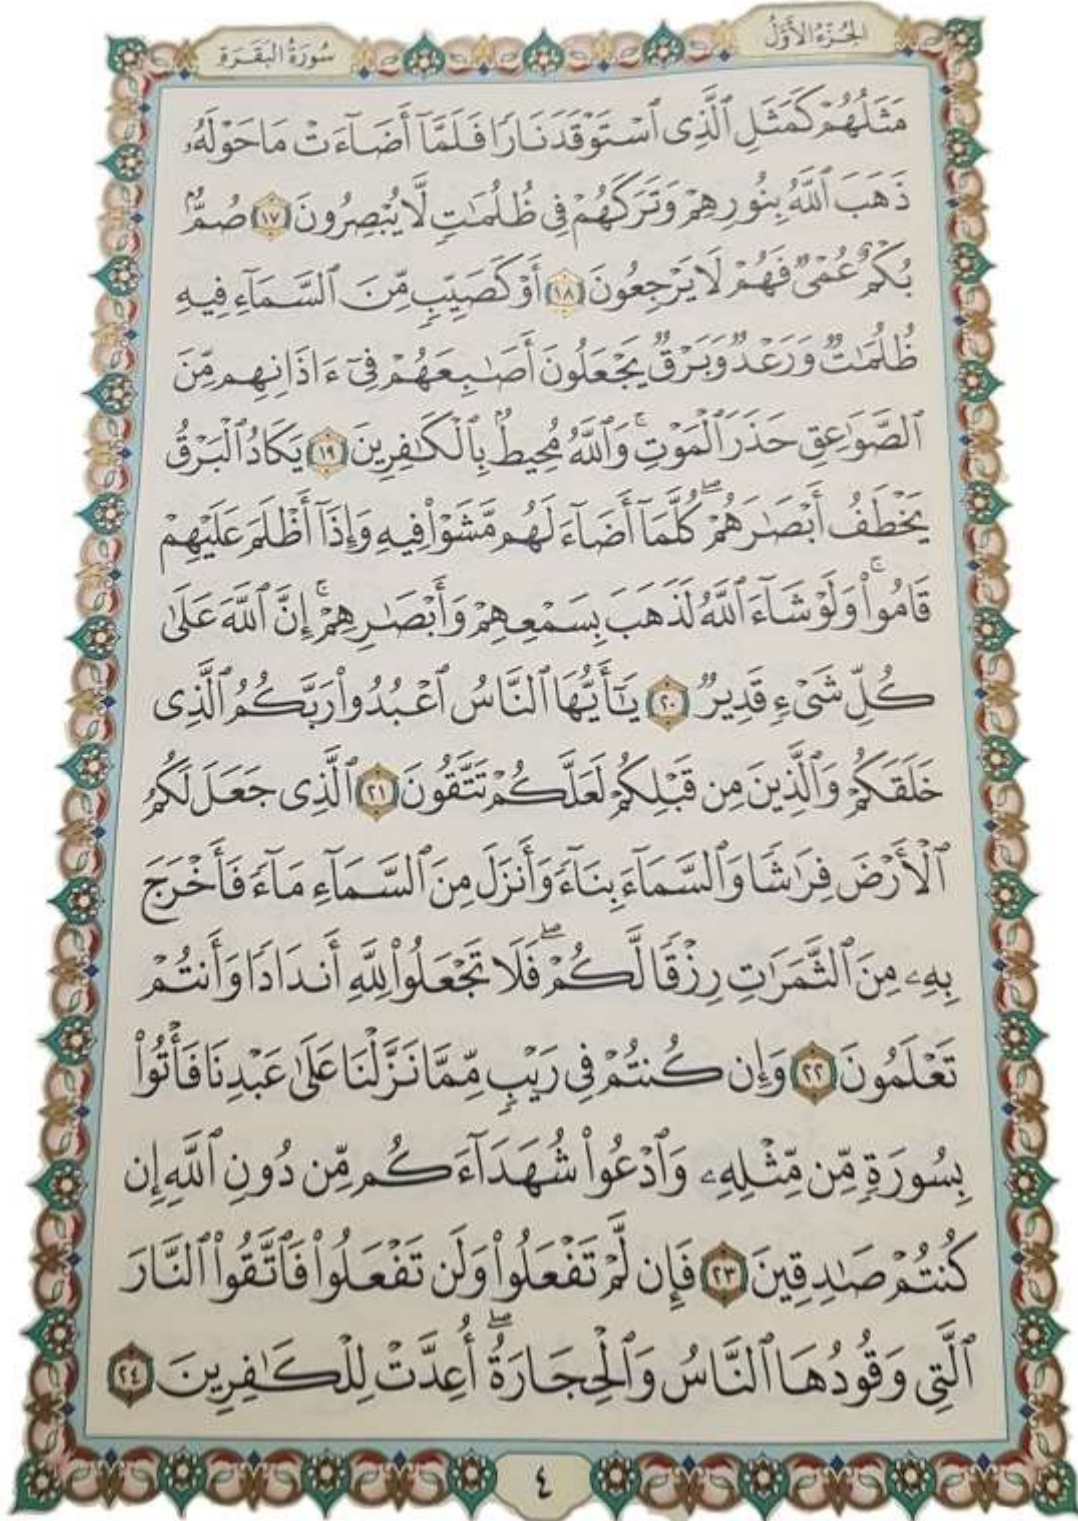 الجُزْءُ الأَوَّلُ
سُورَةُ البَقَرَةِ
مَثَلُهُمْ كَمَثَلِ ٱلَّذِى ٱسْتَوْقَدَ نَارًا فَلَمَّآ أَضَآءَتْ مَا حَوْلَهُۥ
ذَهَبَ ٱللَّهُ بِنُورِهِمْ وَتَرَكَهُمْ فِى ظُلُمَـٰتٍ لَّا يُبْصِرُونَ ١٧ صُمٌّۢ
بُكْمٌ عُمْىٌ فَهُمْ لَا يَرْجِعُونَ ١٨ أَوْ كَصَيِّبٍ مِّنَ ٱلسَّمَآءِ فِيهِ
ظُلُمَـٰتٌ وَرَعْدٌ وَبَرْقٌ يَجْعَلُونَ أَصَـٰبِعَهُمْ فِىٓ ءَاذَانِهِم مِّنَ
ٱلصَّوَٰعِقِ حَذَرَ ٱلْمَوْتِ ۚ وَٱللَّهُ مُحِيطٌۢ بِٱلْكَـٰفِرِينَ ١٩ يَكَادُ ٱلْبَرْقُ
يَخْطَفُ أَبْصَـٰرَهُمْ ۖ كُلَّمَآ أَضَآءَ لَهُم مَّشَوْا۟ فِيهِ وَإِذَآ أَظْلَمَ عَلَيْهِمْ
قَامُوا۟ ۚ وَلَوْ شَآءَ ٱللَّهُ لَذَهَبَ بِسَمْعِهِمْ وَأَبْصَـٰرِهِمْ ۚ إِنَّ ٱللَّهَ عَلَىٰ
كُلِّ شَىْءٍ قَدِيرٌ ٢٠ يَـٰٓأَيُّهَا ٱلنَّاسُ ٱعْبُدُوا۟ رَبَّكُمُ ٱلَّذِى
خَلَقَكُمْ وَٱلَّذِينَ مِن قَبْلِكُمْ لَعَلَّكُمْ تَتَّقُونَ ٢١ ٱلَّذِى جَعَلَ لَكُمُ
ٱلْأَرْضَ فِرَٰشًا وَٱلسَّمَآءَ بِنَآءً وَأَنزَلَ مِنَ ٱلسَّمَآءِ مَآءً فَأَخْرَجَ
بِهِۦ مِنَ ٱلثَّمَرَٰتِ رِزْقًا لَّكُمْ ۖ فَلَا تَجْعَلُوا۟ لِلَّهِ أَندَادًا وَأَنتُمْ
تَعْلَمُونَ ٢٢ وَإِن كُنتُمْ فِى رَيْبٍ مِّمَّا نَزَّلْنَا عَلَىٰ عَبْدِنَا فَأْتُوا۟
بِسُورَةٍ مِّن مِّثْلِهِۦ وَٱدْعُوا۟ شُهَدَآءَكُم مِّن دُونِ ٱللَّهِ إِن
كُنتُمْ صَـٰدِقِينَ ٢٣ فَإِن لَّمْ تَفْعَلُوا۟ وَلَن تَفْعَلُوا۟ فَٱتَّقُوا۟ ٱلنَّارَ
ٱلَّتِى وَقُودُهَا ٱلنَّاسُ وَٱلْحِجَارَةُ ۖ أُعِدَّتْ لِلْكَـٰفِرِينَ ٢٤
٤